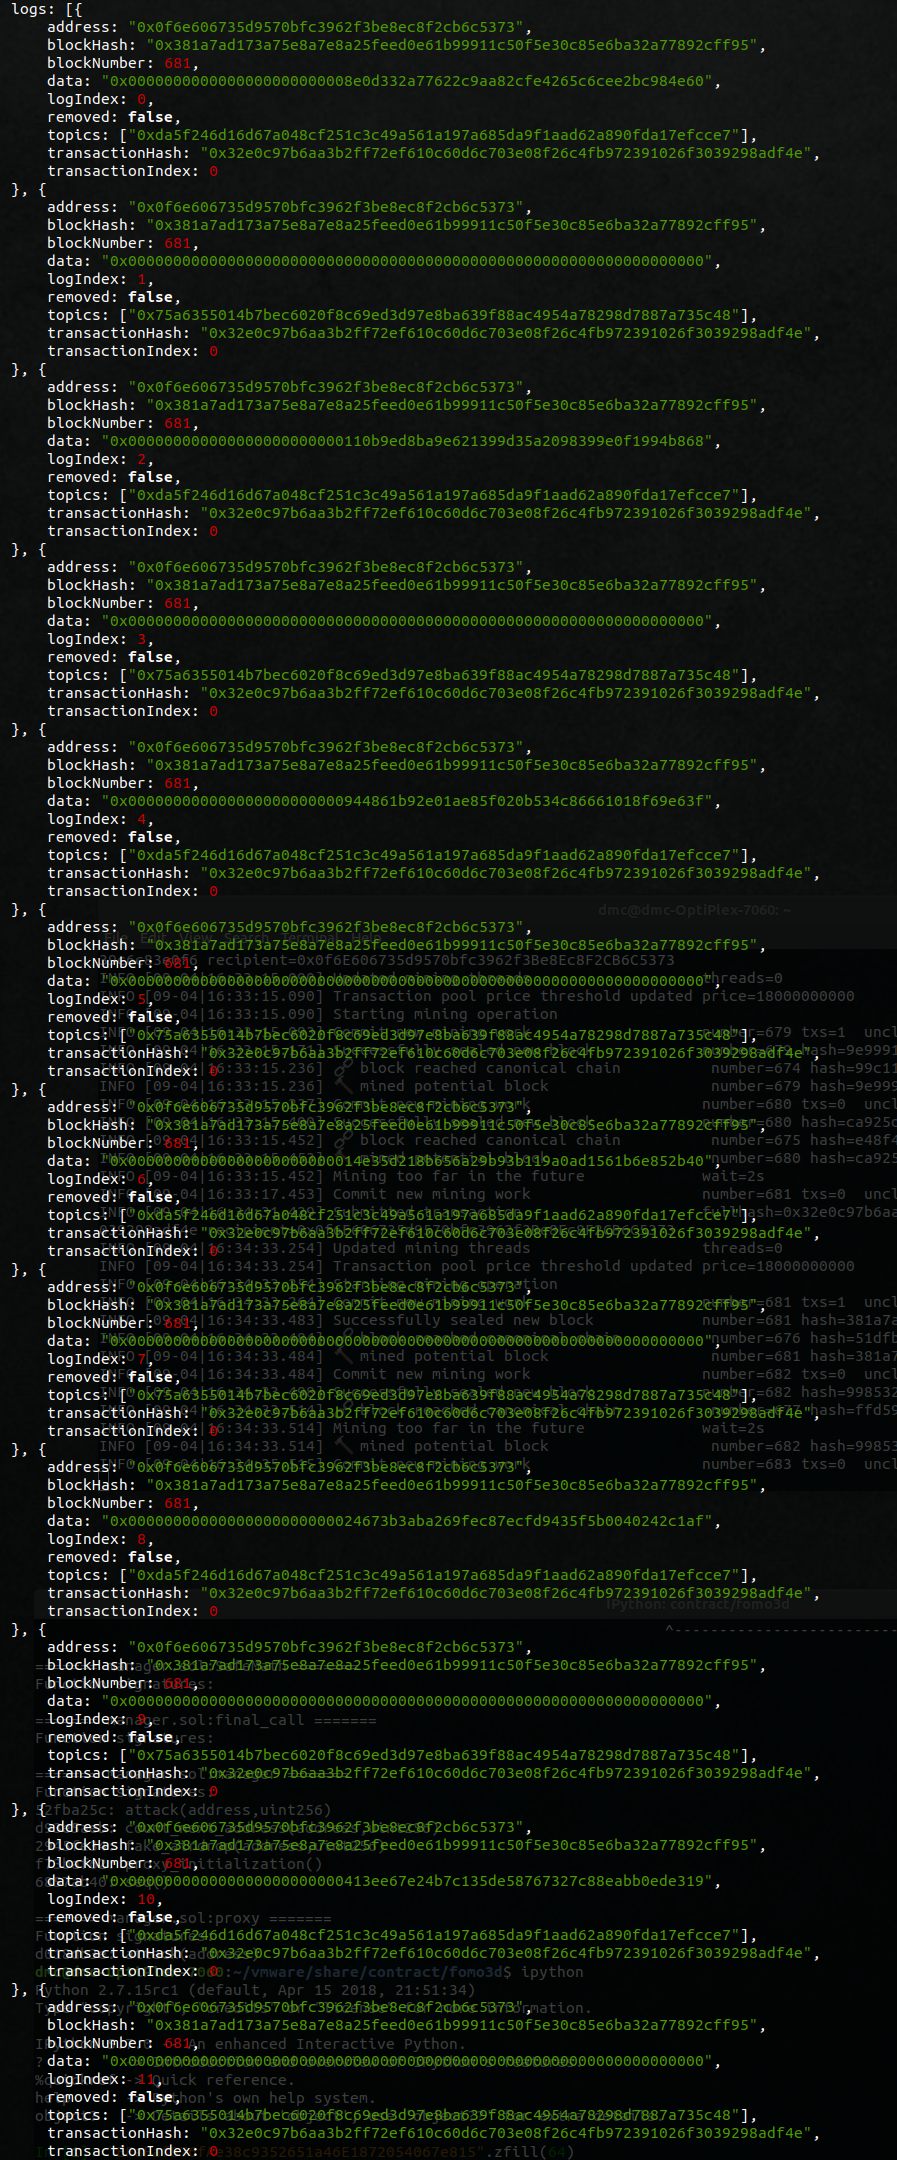 logs: [{
address: "0x0f6e606735d9570bfc3962f3be8ec8f2cb6c5373",
blockHash: "0x381a7ad173a75e8a7e8a25feed0e61b99911c50f5e30c85e6ba32a77892cff95",
blockNumber: 681,
data: "0x0000000000000000000000008e0d332a77622c9aa82cfe4265c6cee2bc984e60",
logIndex: 0,
removed: false,
topics: ["0xda5f246d16d67a048cf251c3c49a561a197a685da9f1aad62a890fda17efcce7"],
transactionHash: "0x32e0c97b6aa3b2ff72ef610c60d6c703e08f26c4fb972391026f3039298adf4e",
transactionIndex: 0
}, {
address: "0x0f6e606735d9570bfc3962f3be8ec8f2cb6c5373",
blockHash: "0x381a7ad173a75e8a7e8a25feed0e61b99911c50f5e30c85e6ba32a77892cff95",
blockNumber: 681,
data: "0x0000000000000000000000000000000000000000000000000000000000000000",
logIndex: 1,
removed: false,
topics: ["0x75a6355014b7bec6020f8c69ed3d97e8ba639f88ac4954a78298d7887a735c48"],
transactionHash: "0x32e0c97b6aa3b2ff72ef610c60d6c703e08f26c4fb972391026f3039298adf4e",
transactionIndex: 0
}, {
address: "0x0f6e606735d9570bfc3962f3be8ec8f2cb6c5373",
blockHash: "0x381a7ad173a75e8a7e8a25feed0e61b99911c50f5e30c85e6ba32a77892cff95",
blockNumber: 681,
data: "0x000000000000000000000000110b9ed8ba9e621399d35a2098399e0f1994b868",
logIndex: 2,
removed: false,
topics: ["0xda5f246d16d67a048cf251c3c49a561a197a685da9f1aad62a890fda17efcce7"],
transactionHash: "0x32e0c97b6aa3b2ff72ef610c60d6c703e08f26c4fb972391026f3039298adf4e",
transactionIndex: 0
}, {
address: "0x0f6e606735d9570bfc3962f3be8ec8f2cb6c5373",
blockHash: "0x381a7ad173a75e8a7e8a25feed0e61b99911c50f5e30c85e6ba32a77892cff95",
blockNumber: 681,
data: "0x0000000000000000000000000000000000000000000000000000000000000000",
logIndex: 3,
removed: false,
topics: ["0x75a6355014b7bec6020f8c69ed3d97e8ba639f88ac4954a78298d7887a735c48"],
transactionHash: "0x32e0c97b6aa3b2ff72ef610c60d6c703e08f26c4fb972391026f3039298adf4e",
transactionIndex: 0
}, {
address: "0x0f6e606735d9570bfc3962f3be8ec8f2cb6c5373",
blockHash: "0x381a7ad173a75e8a7e8a25feed0e61b99911c50f5e30c85e6ba32a77892cff95",
blockNumber: 681,
data: "0x000000000000000000000000944861b92e01ae85f020b534c86661018f69e63f",
logIndex: 4,
removed: false,
topics: ["0xda5f246d16d67a048cf251c3c49a561a197a685da9f1aad62a890fda17efcce7"],
transactionHash: "0x32e0c97b6aa3b2ff72ef610c60d6c703e08f26c4fb972391026f3039298adf4e",
transactionIndex: 0
}, {
address: "0x0f6e606735d9570bfc3962f3be8ec8f2cb6c5373",
blockHash: "0x381a7ad173a75e8a7e8a25feed0e61b99911c50f5e30c85e6ba32a77892cff95",
blockNumber: 681,
data: "0x0000000000000000000000000000000000000000000000000000000000000000",
logIndex: 5,
removed: false,
topics: ["0x75a6355014b7bec6020f8c69ed3d97e8ba639f88ac4954a78298d7887a735c48"],
transactionHash: "0x32e0c97b6aa3b2ff72ef610c60d6c703e08f26c4fb972391026f3039298adf4e",
transactionIndex: 0
}, {
address: "0x0f6e606735d9570bfc3962f3be8ec8f2cb6c5373",
blockHash: "0x381a7ad173a75e8a7e8a25feed0e61b99911c50f5e30c85e6ba32a77892cff95",
blockNumber: 681,
data: "0x00000000000000000000000014e35d218b656a29b93b119a0ad1561b6e852b40",
logIndex: 6,
removed: false,
topics: ["0xda5f246d16d67a048cf251c3c49a561a197a685da9f1aad62a890fda17efcce7"],
transactionHash: "0x32e0c97b6aa3b2ff72ef610c60d6c703e08f26c4fb972391026f3039298adf4e",
transactionIndex: 0
}, {
address: "0x0f6e606735d9570bfc3962f3be8ec8f2cb6c5373",
blockHash: "0x381a7ad173a75e8a7e8a25feed0e61b99911c50f5e30c85e6ba32a77892cff95",
blockNumber: 681,
data: "0x0000000000000000000000000000000000000000000000000000000000000000",
logIndex: 7,
removed: false,
topics: ["0x75a6355014b7bec6020f8c69ed3d97e8ba639f88ac4954a78298d7887a735c48"],
transactionHash: "0x32e0c97b6aa3b2ff72ef610c60d6c703e08f26c4fb972391026f3039298adf4e",
transactionIndex: 0
}, {
address: "0x0f6e606735d9570bfc3962f3be8ec8f2cb6c5373",
blockHash: "0x381a7ad173a75e8a7e8a25feed0e61b99911c50f5e30c85e6ba32a77892cff95",
blockNumber: 681,
data: "0x00000000000000000000000024673b3aba269fec87ecfd9435f5b0040242c1af",
logIndex: 8,
removed: false,
topics: ["0xda5f246d16d67a048cf251c3c49a561a197a685da9f1aad62a890fda17efcce7"],
transactionHash: "0x32e0c97b6aa3b2ff72ef610c60d6c703e08f26c4fb972391026f3039298adf4e",
transactionIndex: 0
}, {
address: "0x0f6e606735d9570bfc3962f3be8ec8f2cb6c5373",
blockHash: "0x381a7ad173a75e8a7e8a25feed0e61b99911c50f5e30c85e6ba32a77892cff95",
blockNumber: 681,
data: "0x0000000000000000000000000000000000000000000000000000000000000000",
logIndex: 9,
removed: false,
topics: ["0x75a6355014b7bec6020f8c69ed3d97e8ba639f88ac4954a78298d7887a735c48"],
transactionHash: "0x32e0c97b6aa3b2ff72ef610c60d6c703e08f26c4fb972391026f3039298adf4e",
transactionIndex: 0
}, {
address: "0x0f6e606735d9570bfc3962f3be8ec8f2cb6c5373",
blockHash: "0x381a7ad173a75e8a7e8a25feed0e61b99911c50f5e30c85e6ba32a77892cff95",
blockNumber: 681,
data: "0x000000000000000000000000413ee67e24b7c135de58767327c88eabb0ede319",
logIndex: 10,
removed: false,
topics: ["0xda5f246d16d67a048cf251c3c49a561a197a685da9f1aad62a890fda17efcce7"],
transactionHash: "0x32e0c97b6aa3b2ff72ef610c60d6c703e08f26c4fb972391026f3039298adf4e",
transactionIndex: 0
}, {
address: "0x0f6e606735d9570bfc3962f3be8ec8f2cb6c5373",
blockHash: "0x381a7ad173a75e8a7e8a25feed0e61b99911c50f5e30c85e6ba32a77892cff95",
blockNumber: 681,
data: "0x0000000000000000000000000000000000000000000000000000000000000000",
logIndex: 11,
removed: false,
topics: ["0x75a6355014b7bec6020f8c69ed3d97e8ba639f88ac4954a78298d7887a735c48"],
transactionHash: "0x32e0c97b6aa3b2ff72ef610c60d6c703e08f26c4fb972391026f3039298adf4e",
transactionIndex: 0